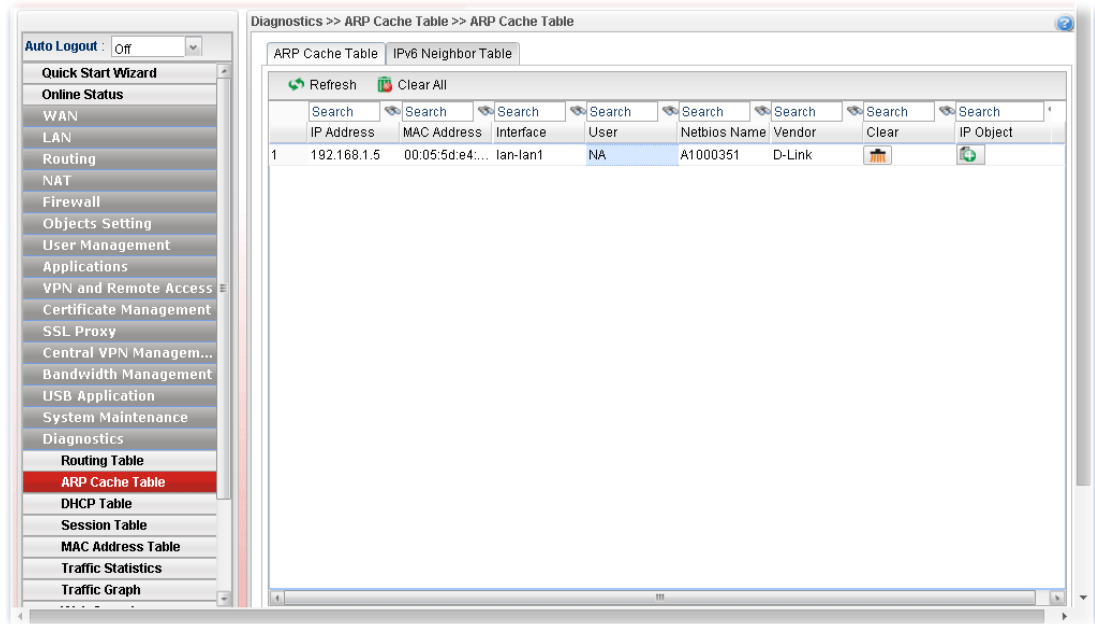 Diagnostics >> ARP Cache Table >> ARP Cache Table
Auto Logout : Off
Quick Start Wizard
Online Status
WAN
LAN
Routing
NAT
Firewall
Objects Setting
User Management
Applications
VPN and Remote Access
Certificate Management
SSL Proxy
Central VPN Managem...
Bandwidth Management
USB Application
System Maintenance
Diagnostics
Routing Table
ARP Cache Table
DHCP Table
Session Table
MAC Address Table
Traffic Statistics
Traffic Graph
ARP Cache Table IPv6 Neighbor Table
Refresh Clear All
Search Search Search Search Search Search Search Search
IP Address MAC Address Interface User Netbios Name Vendor Clear IP Object
1 192.168.1.5 00:05:5d:e4:... lan-lan1 NA A1000351 D-Link